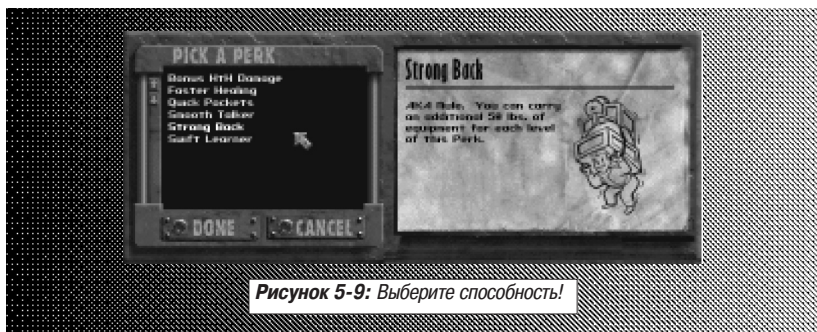 PICK A PERK
Bonus HtH Damage
Faster Healing
Quick Pockets
Smooth Talker
Strong Back
Swift Learner
DONE
CANCEL
Strong Back
AKA Mule. You can carry
an additional 50 lbs. of
equipment for each level
of this Perk.
Рисунок 5-9: Выберите способность!